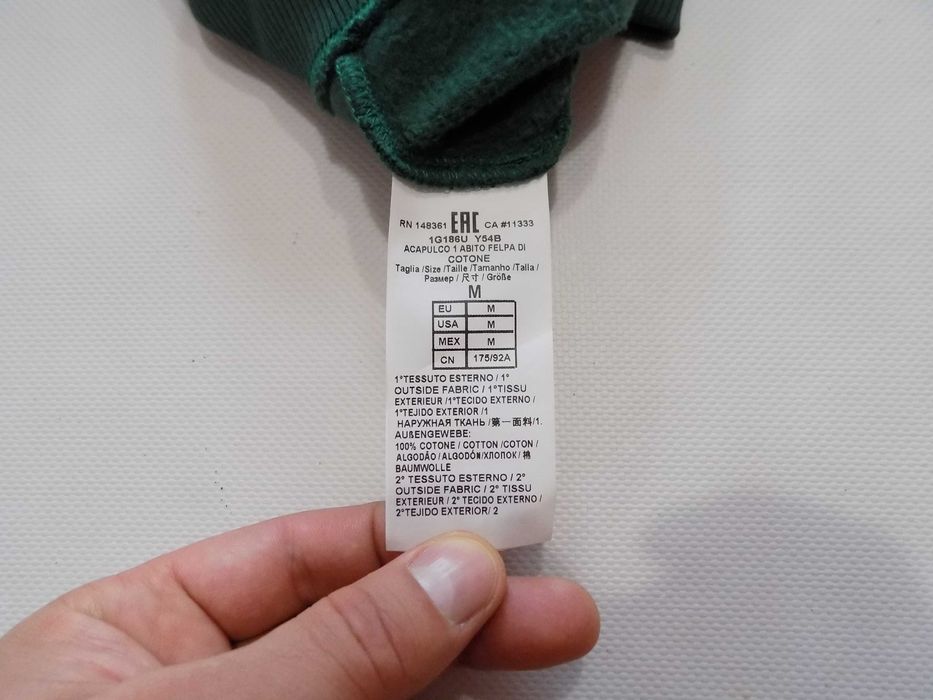 RN 148361 EAC CA #11333
1G186U Y54B
ACAPULCO 1 ABITO FELPA DI
COTONE
Taglia /Size /Taille /Tamanho /Talla /
Размер / 尺寸 / Größe
M
EU M
USA M
MEX M
CN 175/92A
1°TESSUTO ESTERNO / 1°
OUTSIDE FABRIC / 1°TISSU
EXTERIEUR /1°TECIDO EXTERNO /
1°TEJIDO EXTERIOR /1
НАРУЖНАЯ ТКАНЬ /第一面料/1.
AUßENGEWEBE:
100% COTONE / COTTON /COTON /
ALGODÃO / ALGODÓN/ХЛОПОК / 棉
BAUMWOLLE
2° TESSUTO ESTERNO / 2°
OUTSIDE FABRIC / 2° TISSU
EXTERIEUR / 2° TECIDO EXTERNO /
2°TEJIDO EXTERIOR/ 2